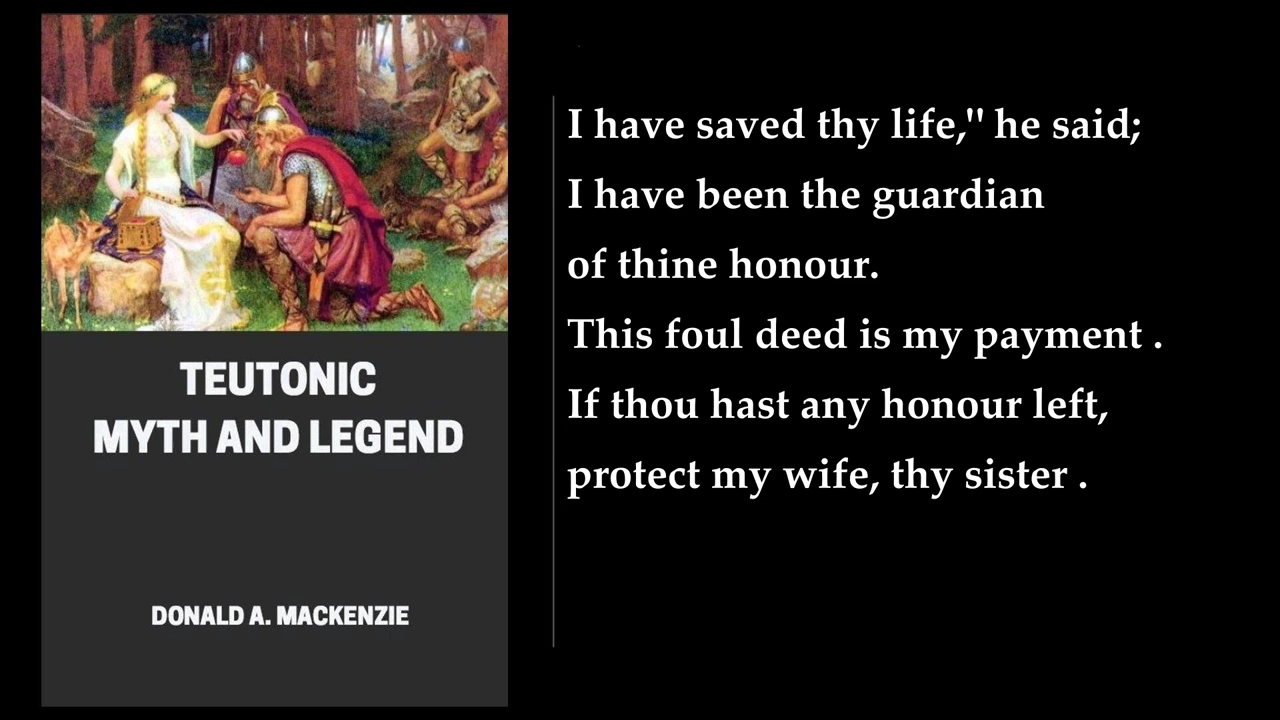 TEUTONIC
MYTH AND LEGEND
DONALD A. MACKENZIE
I have saved thy life," he said;
I have been the guardian
of thine honour.
This foul deed is my payment .
If thou hast any honour left,
protect my wife, thy sister .